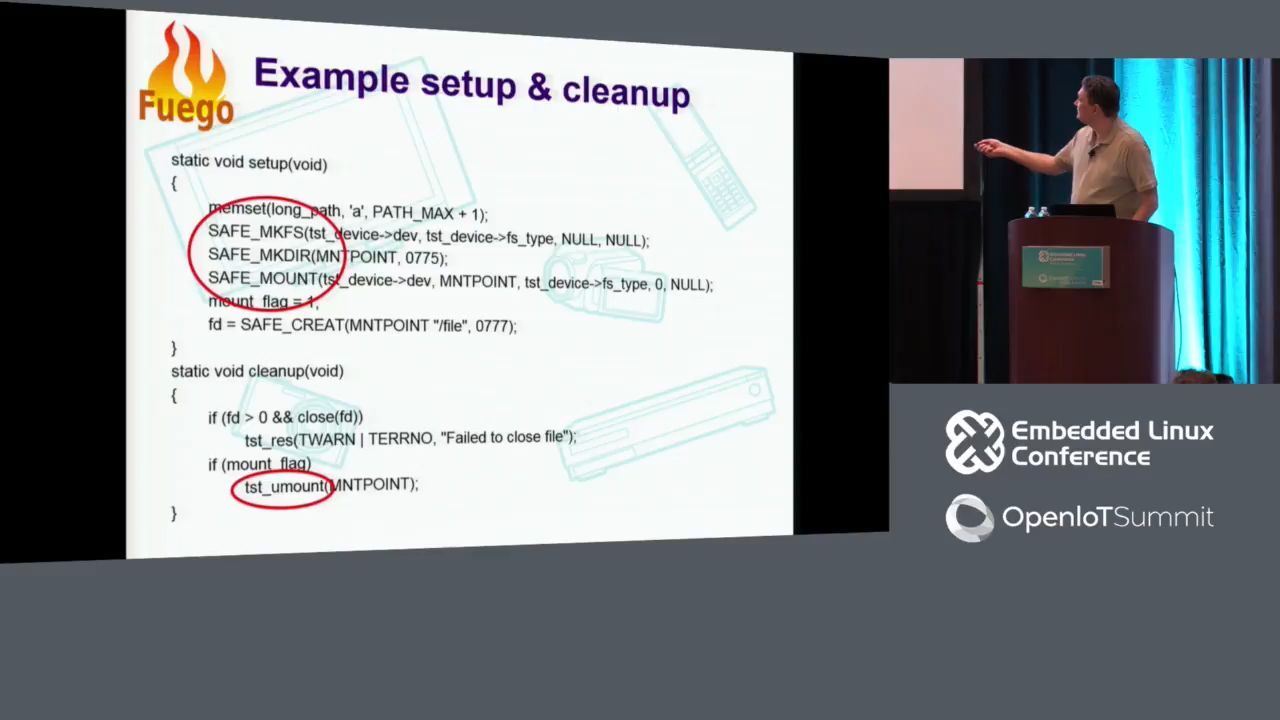 Fuego
Example setup & cleanup
static void setup(void)
{
memset(long_path, 'a', PATH_MAX + 1);
SAFE_MKFS(tst_device->dev, tst_device->fs_type, NULL, NULL);
SAFE_MKDIR(MNTPOINT, 0775);
SAFE_MOUNT(tst_device->dev, MNTPOINT, tst_device->fs_type, 0, NULL);
mount_flag = 1;
fd = SAFE_CREAT(MNTPOINT "/file", 0777);
}
static void cleanup(void)
{
if (fd > 0 && close(fd))
tst_res(TWARN | TERRNO, "Failed to close file");
if (mount_flag)
tst_umount(MNTPOINT);
}
Embedded Linux
Conference
OpenIoTSummit